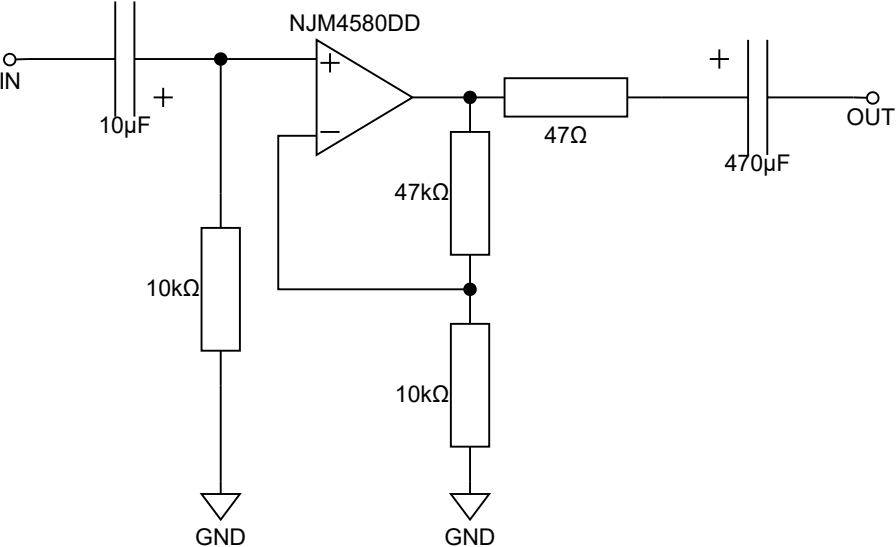 NJM4580DD
IN
+
+
10µF
−
+
OUT
47Ω
470µF
47kΩ
10kΩ
10kΩ
GND
GND